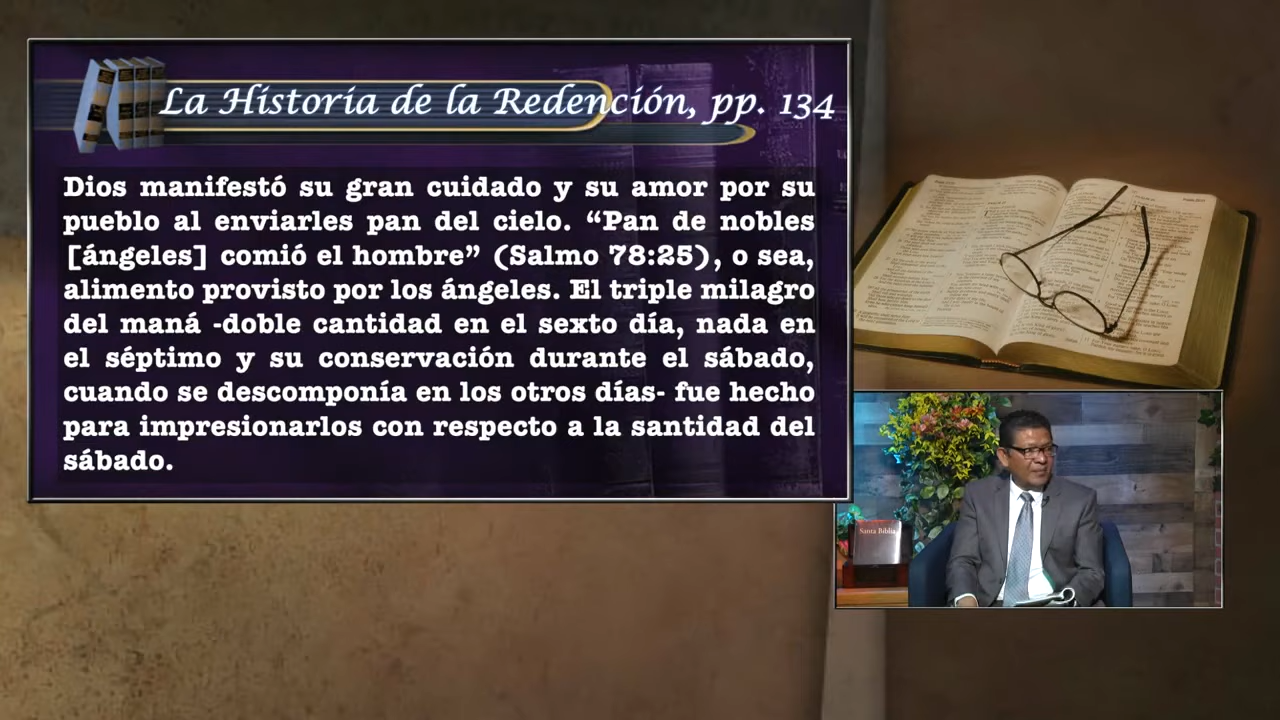 La Historia de la Redención, pp. 134
Dios manifestó su gran cuidado y su amor por su
pueblo al enviarles pan del cielo. “Pan de nobles
[ángeles] comió el hombre” (Salmo 78:25), o sea,
alimento provisto por los ángeles. El triple milagro
del maná -doble cantidad en el sexto día, nada en
el séptimo y su conservación durante el sábado,
cuando se descomponía en los otros días- fue hecho
para impresionarlos con respecto a la santidad del
sábado.
Santa Biblia